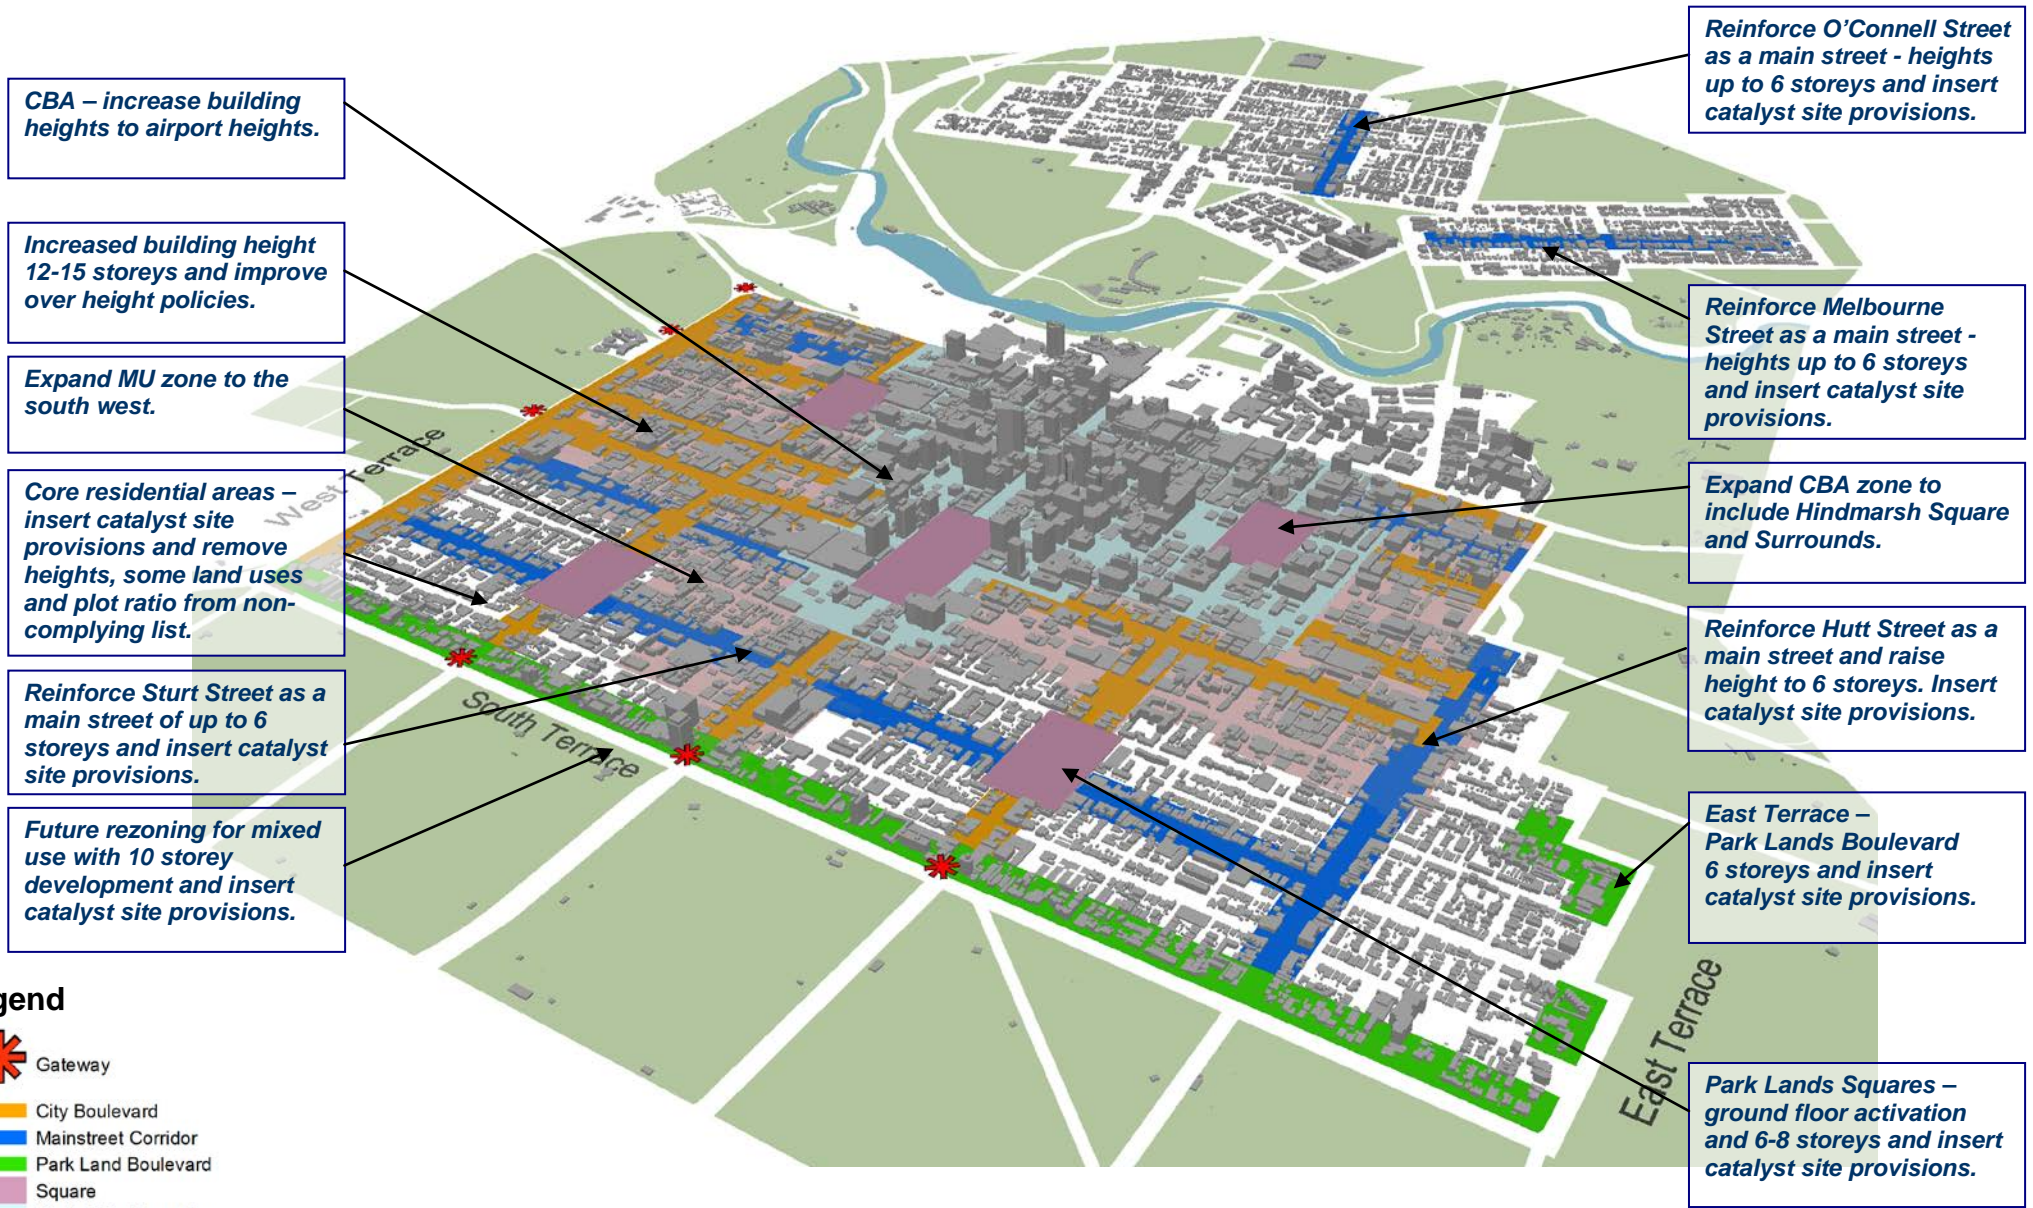 CBA – increase building
heights to airport heights.
Increased building height
12-15 storeys and improve
over height policies.
Expand MU zone to the
south west.
Core residential areas –
insert catalyst site
provisions and remove
heights, some land uses
and plot ratio from non-
complying list.
Reinforce Sturt Street as a
main street of up to 6
storeys and insert catalyst
site provisions.
Future rezoning for mixed
use with 10 storey
development and insert
catalyst site provisions.
Reinforce O’Connell Street
as a main street - heights
up to 6 storeys and insert
catalyst site provisions.
Reinforce Melbourne
Street as a main street -
heights up to 6 storeys
and insert catalyst site
provisions.
Expand CBA zone to
include Hindmarsh Square
and Surrounds.
Reinforce Hutt Street as a
main street and raise
height to 6 storeys. Insert
catalyst site provisions.
East Terrace –
Park Lands Boulevard
6 storeys and insert
catalyst site provisions.
Park Lands Squares –
ground floor activation
and 6-8 storeys and insert
catalyst site provisions.
West Terrace
South Terrace
East Terrace
gend
Gateway
City Boulevard
Mainstreet Corridor
Park Land Boulevard
Square